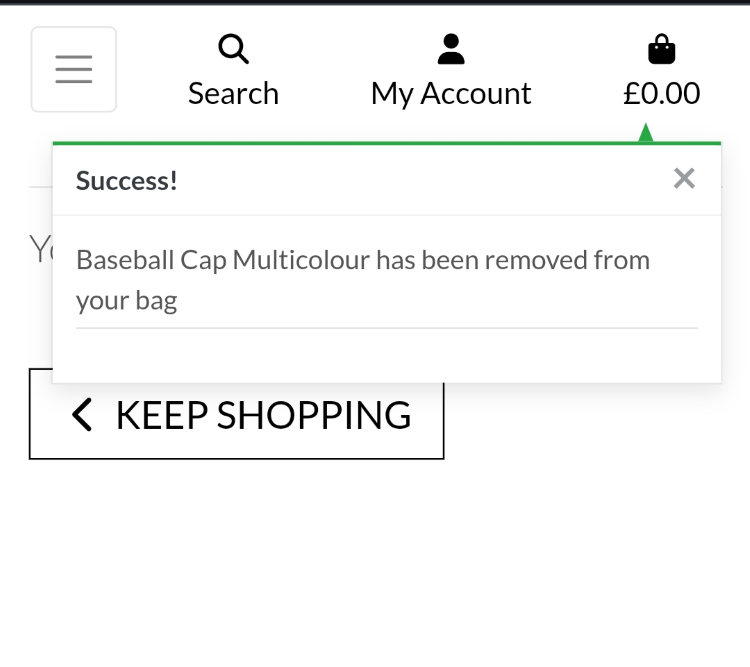 Search
My Account
£0.00
Success!
Baseball Cap Multicolour has been removed from
your bag
KEEP SHOPPING